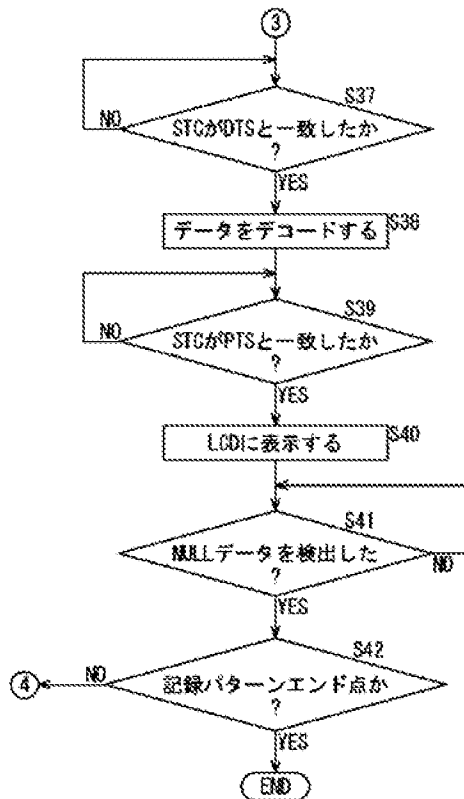 3
S37
STCがDTSと一致したか
?
NO
YES
S38
データをデコードする
S39
STCがPTSと一致したか
?
NO
YES
S40
LCDに表示する
S41
NULLデータを検出した
?
NO
YES
S42
記録パターンエンド点か
?
NO
4
YES
END